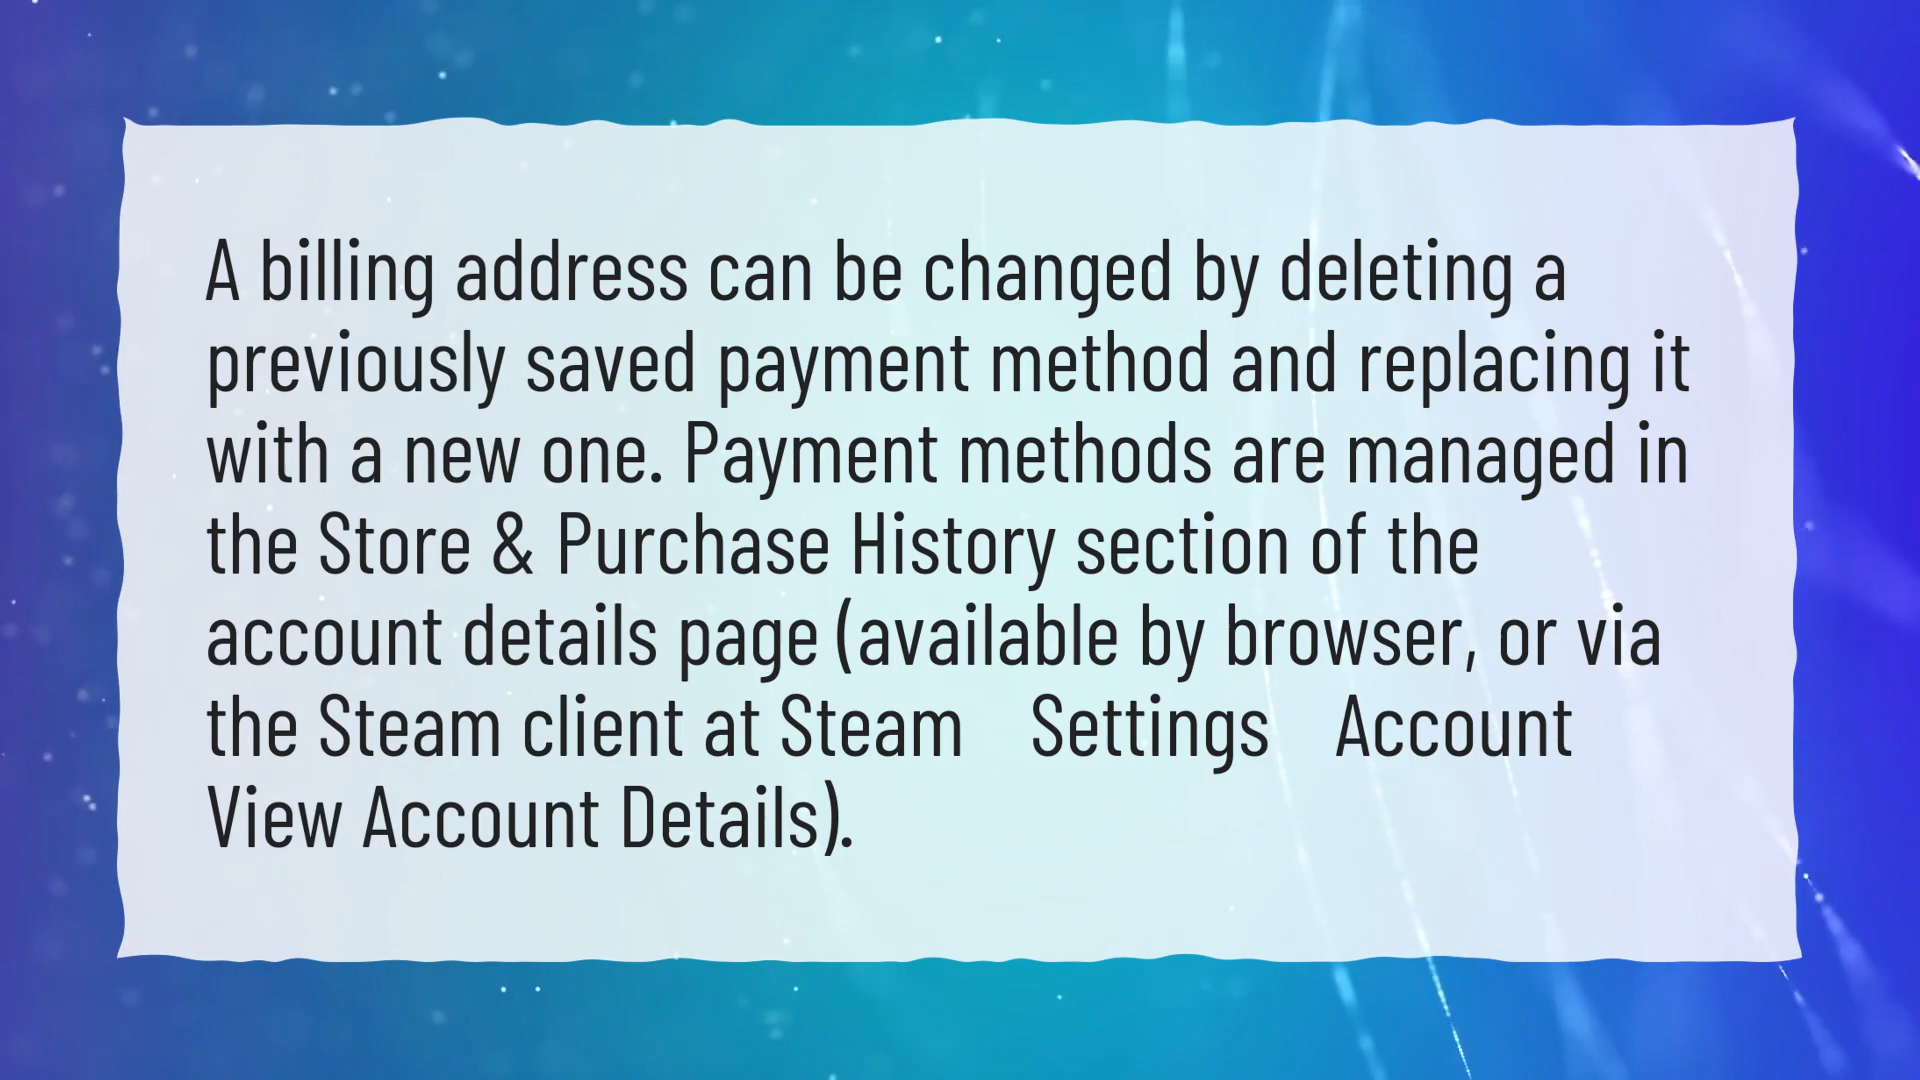 A billing address can be changed by deleting a
previously saved payment method and replacing it
with a new one. Payment methods are managed in
the Store & Purchase History section of the
account details page (available by browser, or via
the Steam client at Steam    Settings    Account
View Account Details).